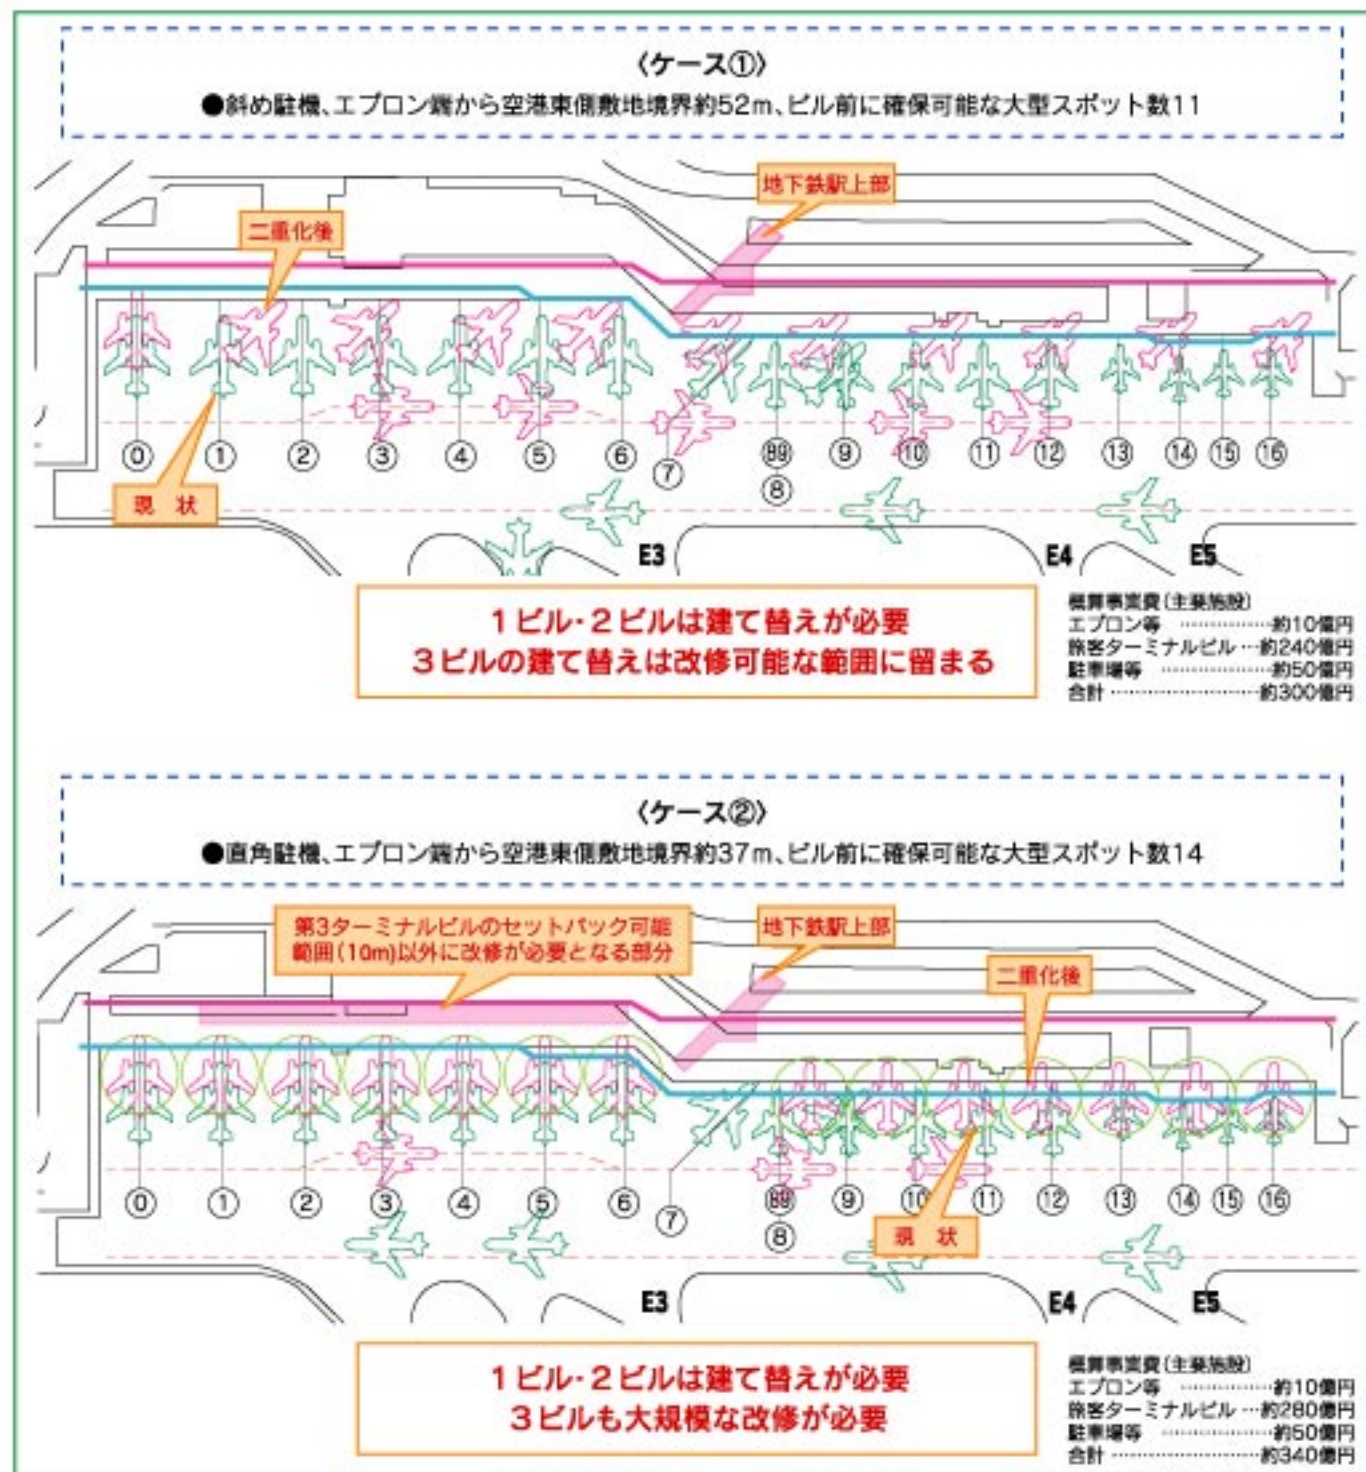 〈ケース①〉
●斜め駐機、エプロン端から空港東側敷地境界約52m、ビル前に確保可能な大型スポット数11
地下鉄駅上部
二重化後
⓪ ① ② ③ ④ ⑤ ⑥ ⑦ 89 ⑧ ⑨ ⑩ ⑪ ⑫ ⑬ ⑭ ⑮ ⑯
現 状
E3 E4 E5
1ビル・2ビルは建て替えが必要
3ビルの建て替えは改修可能な範囲に留まる
概算事業費(主要施設)
エプロン等 ……………約10億円
旅客ターミナルビル …約240億円
駐車場等 ……………約50億円
合計 ……………………約300億円
〈ケース②〉
●直角駐機、エプロン端から空港東側敷地境界約37m、ビル前に確保可能な大型スポット数14
第3ターミナルビルのセットバック可能
範囲(10m)以外に改修が必要となる部分
地下鉄駅上部
二重化後
⓪ ① ② ③ ④ ⑤ ⑥ ⑦ 89 ⑧ ⑨ ⑩ ⑪ ⑫ ⑬ ⑭ ⑮ ⑯
現 状
E3 E4 E5
1ビル・2ビルは建て替えが必要
3ビルも大規模な改修が必要
概算事業費(主要施設)
エプロン等 ……………約10億円
旅客ターミナルビル …約280億円
駐車場等 ……………約50億円
合計 ……………………約340億円